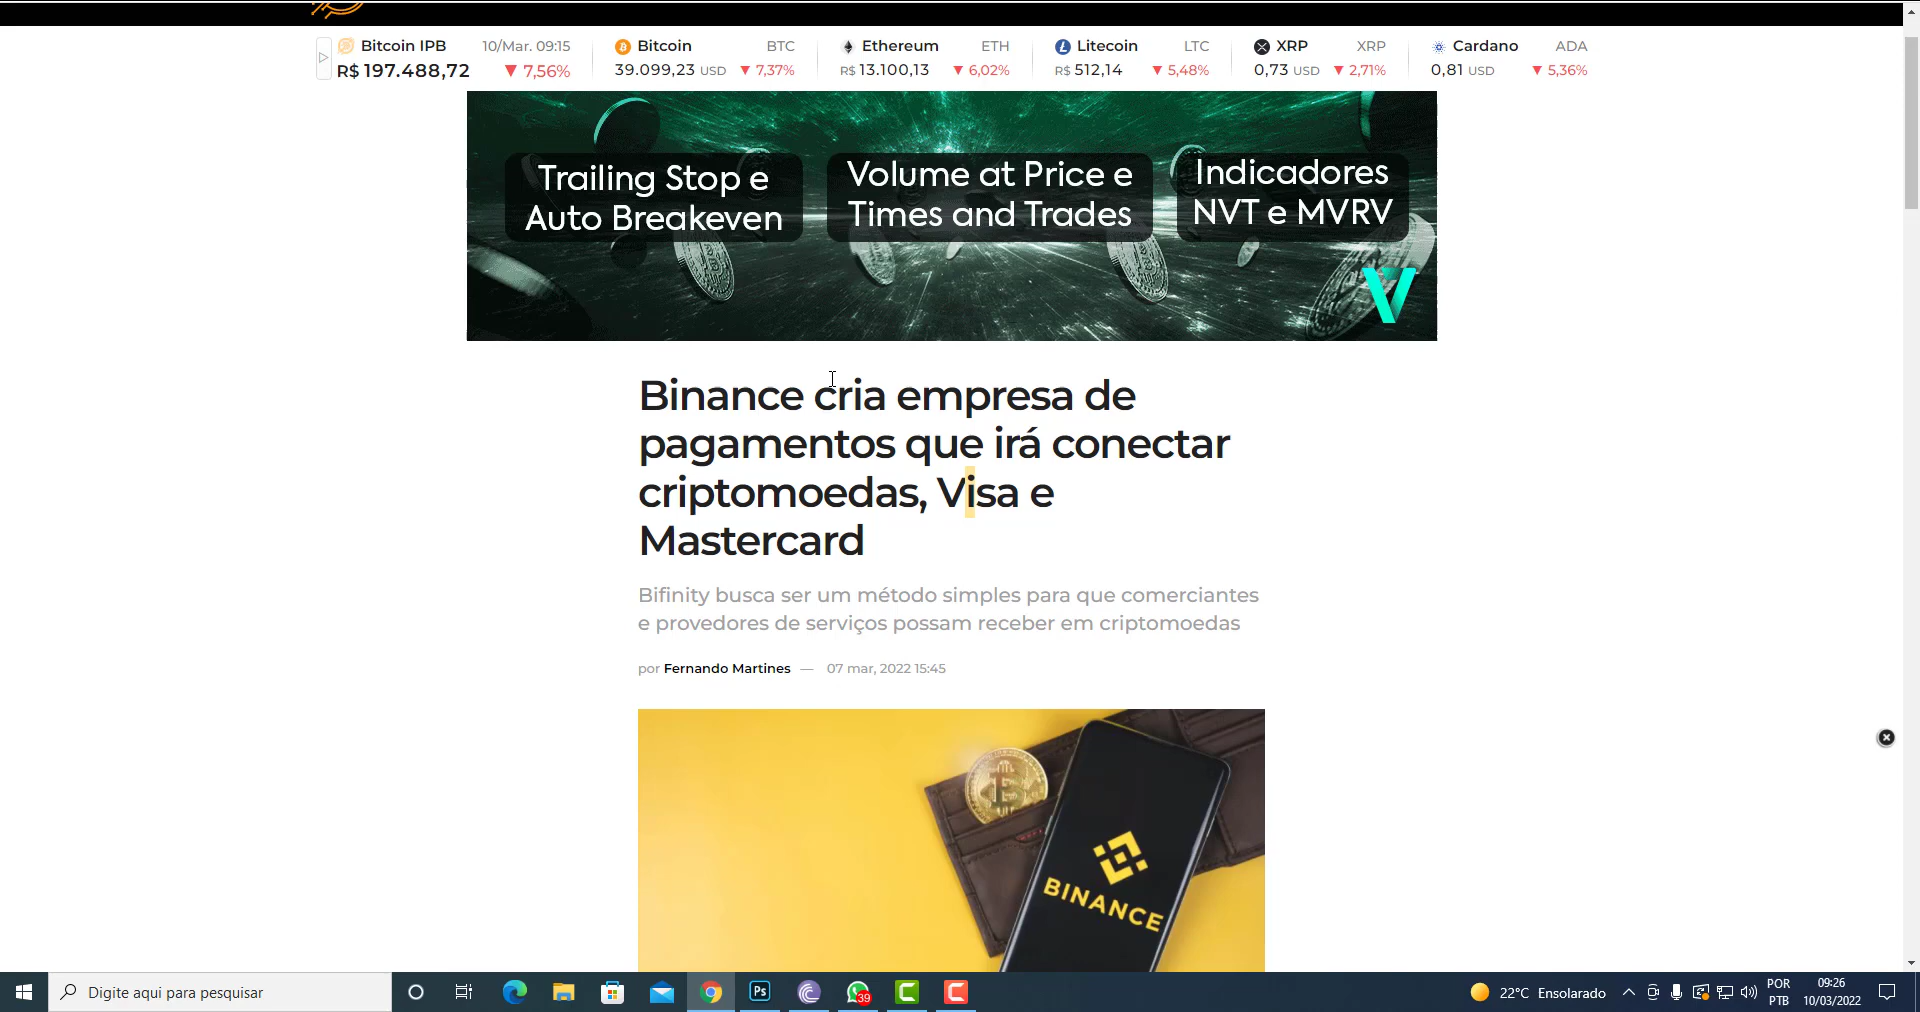 Bitcoin IPB 10/Mar. 09:15
R$ 197.488,72 ▼ 7,56%
Bitcoin BTC
39.099,23 USD ▼ 7,37%
Ethereum ETH
R$ 13.100,13 ▼ 6,02%
Litecoin LTC
R$ 512,14 ▼ 5,48%
XRP XRP
0,73 USD ▼ 2,71%
Cardano ADA
0,81 USD ▼ 5,36%
Trailing Stop e
Auto Breakeven
Volume at Price e
Times and Trades
Indicadores
NVT e MVRV
Binance cria empresa de
pagamentos que irá conectar
criptomoedas, Visa e
Mastercard
Bifinity busca ser um método simples para que comerciantes
e provedores de serviços possam receber em criptomoedas
por Fernando Martines — 07 mar, 2022 15:45
BINANCE
Digite aqui para pesquisar
Ps
39
22°C Ensolarado
POR
PTB
09:26
10/03/2022